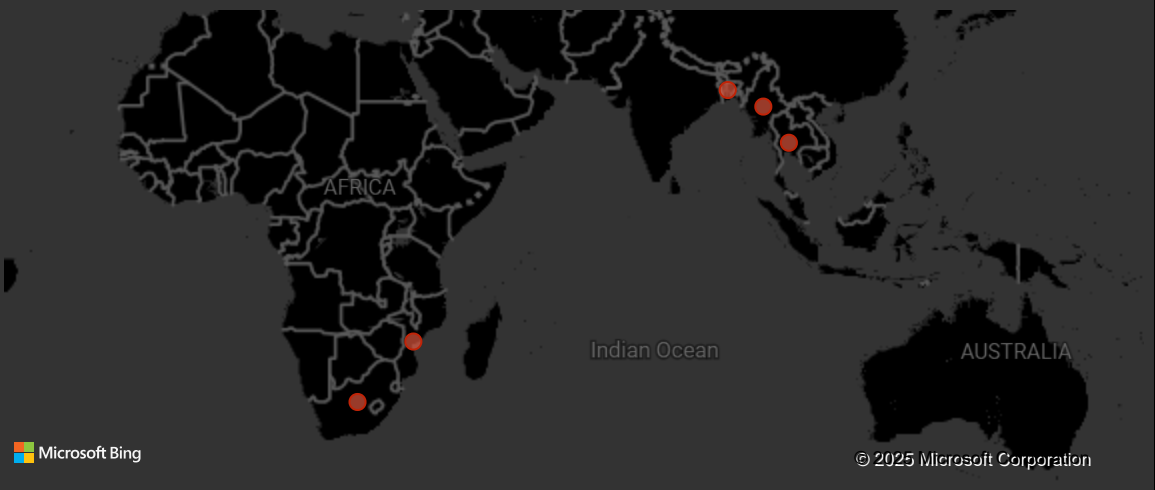 AFRICA
Indian Ocean
AUSTRALIA
Microsoft Bing
© 2025 Microsoft Corporation